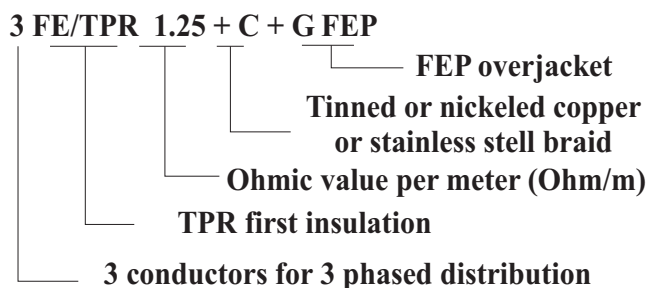 3 FE/TPR 1.25 + C + G FEP
FEP overjacket
Tinned or nickeled copper
or stainless stell braid
Ohmic value per meter (Ohm/m)
TPR first insulation
3 conductors for 3 phased distribution